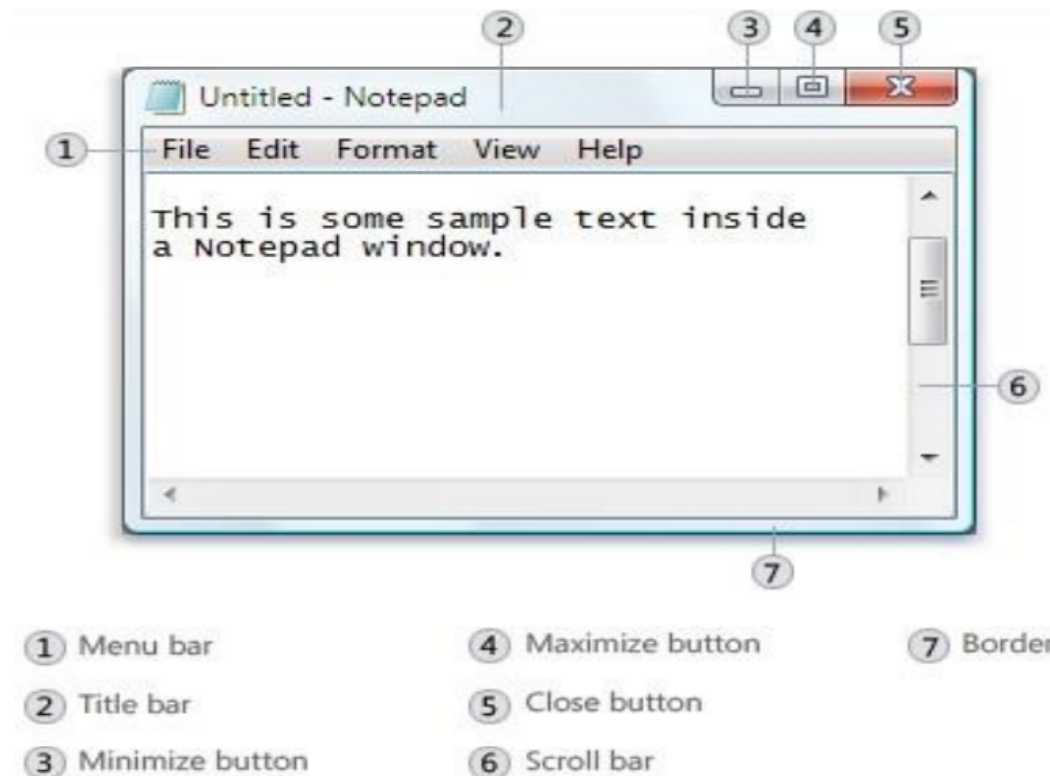 2 3 4 5
Untitled - Notepad
1 File Edit Format View Help
This is some sample text inside
a Notepad window.
6
7
1 Menu bar
2 Title bar
3 Minimize button
4 Maximize button
5 Close button
6 Scroll bar
7 Border